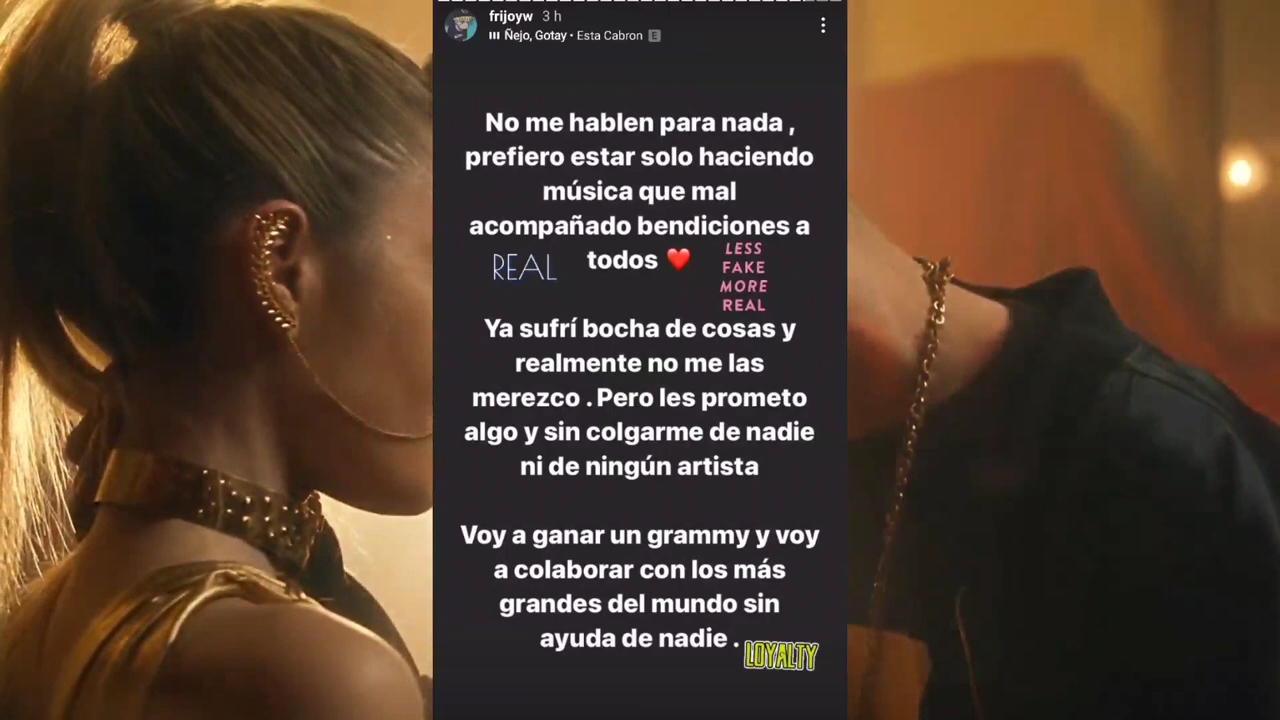 frijoyw 3 h
Ñejo, Gotay • Esta Cabron E
No me hablen para nada ,
prefiero estar solo haciendo
música que mal
acompañado bendiciones a
todos ❤️
REAL
LESS
FAKE
MORE
REAL
Ya sufrí bocha de cosas y
realmente no me las
merezco . Pero les prometo
algo y sin colgarme de nadie
ni de ningún artista
Voy a ganar un grammy y voy
a colaborar con los más
grandes del mundo sin
ayuda de nadie .
LOYALTY